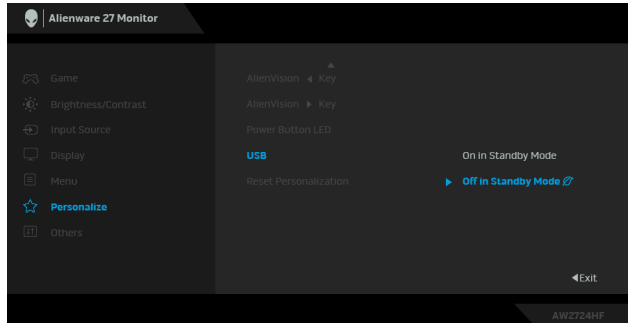 Alienware 27 Monitor
Game
Brightness/Contrast
Input Source
Display
Menu
Personalize
Others
AlienVision ◀ Key
AlienVision ▶ Key
Power Button LED
USB
Reset Personalization
On in Standby Mode
Off in Standby Mode
Exit
AW2724HF